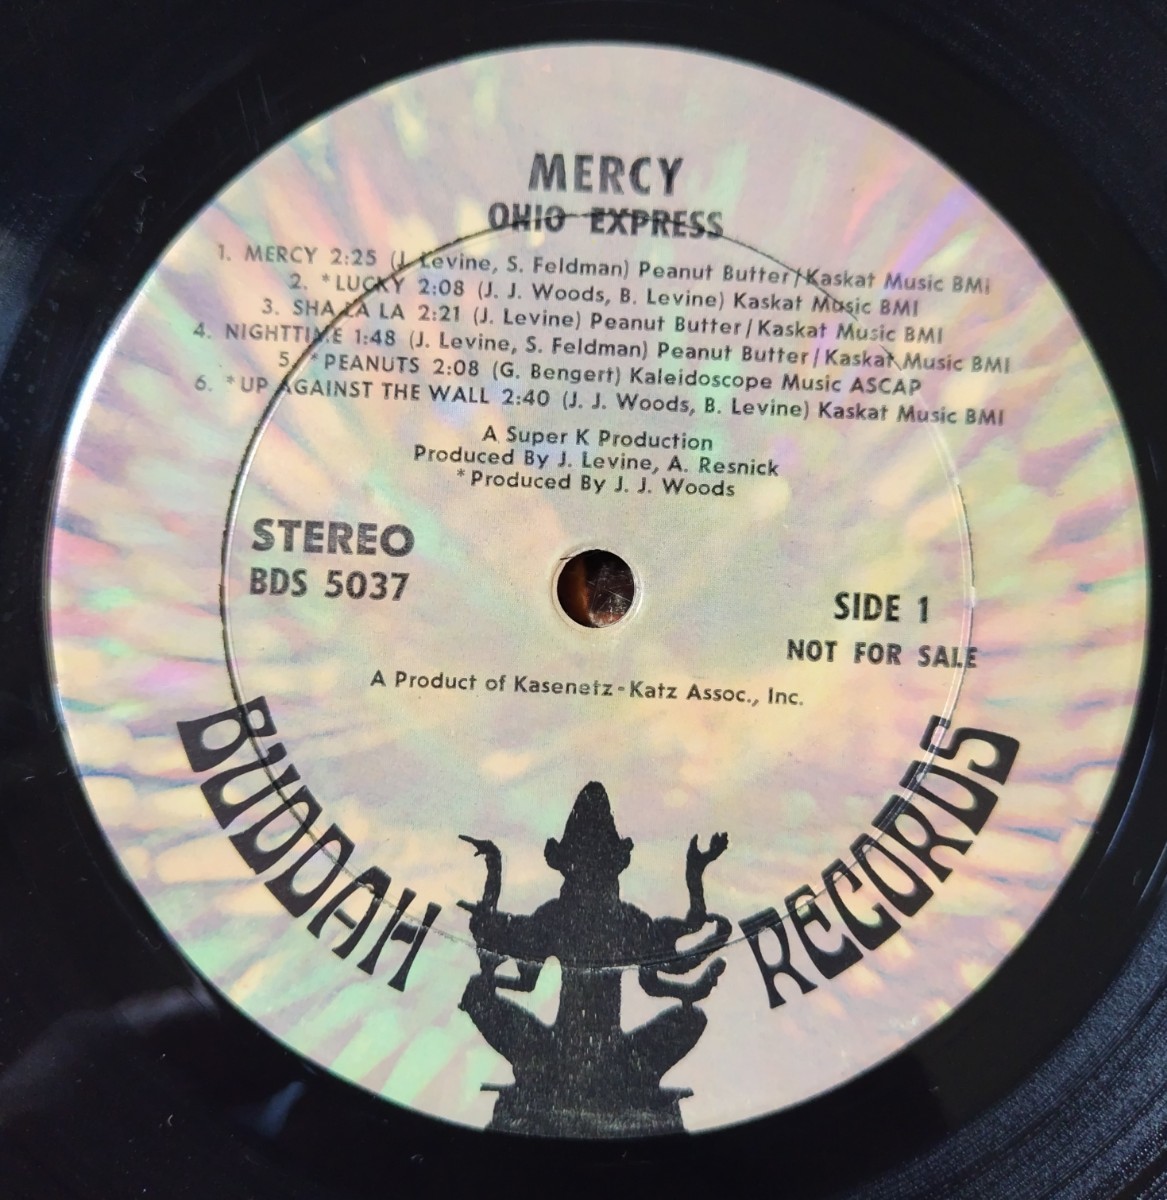 MERCY
OHIO EXPRESS
1. MERCY 2:25 (J. Levine, S. Feldman) Peanut Butter/Kaskat Music BMI
2. *LUCKY 2:08 (J. J. Woods, B. Levine) Kaskat Music BMI
3. SHA LA LA 2:21 (J. Levine) Peanut Butter/Kaskat Music BMI
4. NIGHTTIME 1:48 (J. Levine, S. Feldman) Peanut Butter/Kaskat Music BMI
5. *PEANUTS 2:08 (G. Bengert) Kaleidoscope Music ASCAP
6. *UP AGAINST THE WALL 2:40 (J. J. Woods, B. Levine) Kaskat Music BMI
A Super K Production
Produced By J. Levine, A. Resnick
*Produced By J. J. Woods
STEREO
BDS 5037
SIDE 1
NOT FOR SALE
A Product of Kasenetz-Katz Assoc., Inc.
BUDDAH RECORDS